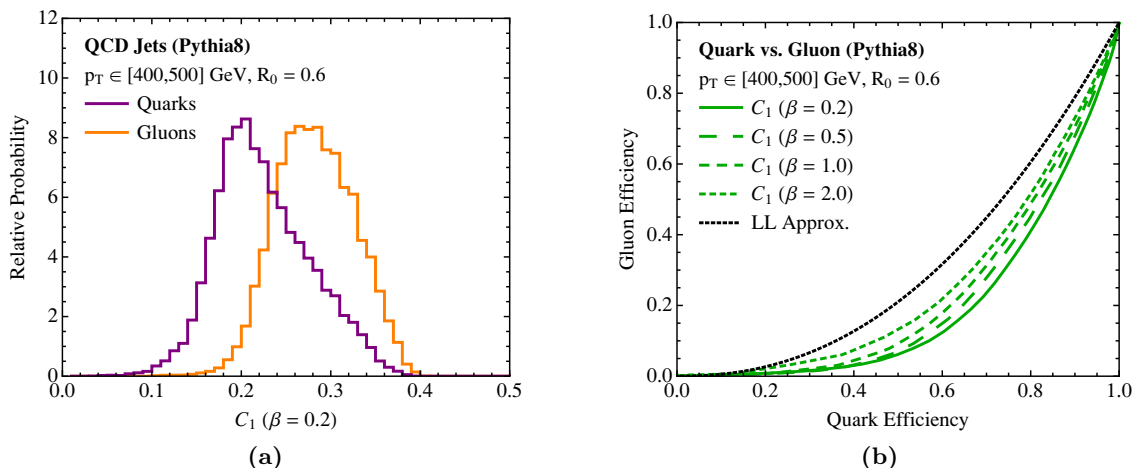 QCD Jets (Pythia8)
p_T ∈ [400,500] GeV, R_0 = 0.6
Quarks
Gluons
Relative Probability
12
10
8
6
4
2
0
0.0 0.1 0.2 0.3 0.4 0.5
C_1 (β = 0.2)
(a)
Quark vs. Gluon (Pythia8)
p_T ∈ [400,500] GeV, R_0 = 0.6
C_1 (β = 0.2)
C_1 (β = 0.5)
C_1 (β = 1.0)
C_1 (β = 2.0)
LL Approx.
Gluon Efficiency
1.0
0.8
0.6
0.4
0.2
0.0
0.0 0.2 0.4 0.6 0.8 1.0
Quark Efficiency
(b)